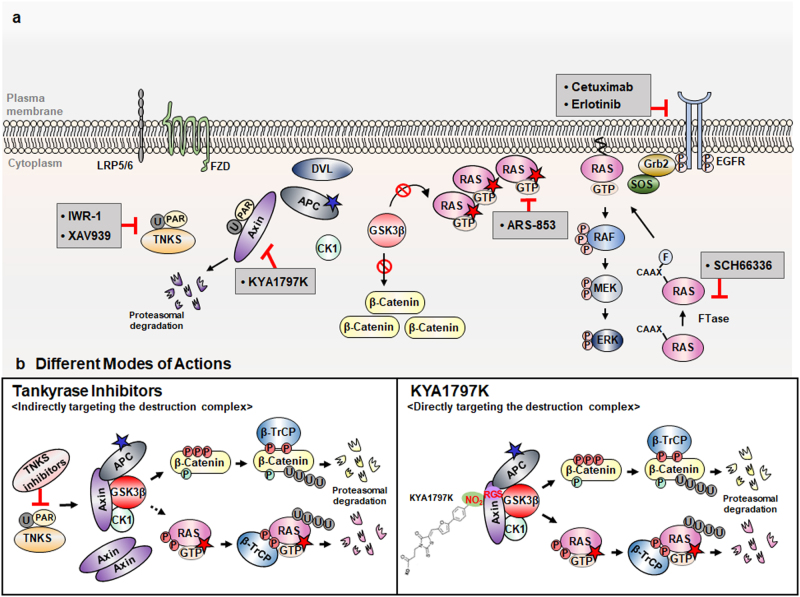 a
Plasma
membrane
Cytoplasm
LRP5/6
FZD
• Cetuximab
• Erlotinib
EGFR
P
P
P
P
Grb2
SOS
RAS
GTP
DVL
APC
PAR
U
Axin
CK1
• IWR-1
• XAV939
U
PAR
TNKS
• KYA1797K
Proteasomal
degradation
GSK3β
RAS
GTP
RAS
GTP
RAS
GTP
• ARS-853
β-Catenin
β-Catenin
β-Catenin
P
P
RAF
P
P
MEK
P
P
ERK
F
CAAX
RAS
• SCH66336
FTase
CAAX
RAS
b Different Modes of Actions
Tankyrase Inhibitors
<Indirectly targeting the destruction complex>
TNKS
inhibitors
U
PAR
TNKS
APC
Axin
GSK3β
CK1
Axin
Axin
P P P
β-Catenin
P
β-TrCP
P P
β-Catenin
P
U U U U
Proteasomal
degradation
P
P
RAS
GTP
U U U U
P
P
RAS
GTP
β-TrCP
KYA1797K
<Directly targeting the destruction complex>
KYA1797K
NO2
RGS
APC
Axin
GSK3β
CK1
P P P
β-Catenin
P
β-TrCP
P P
β-Catenin
P
U U U U
Proteasomal
degradation
P
P
RAS
GTP
U U U U
P
P
RAS
GTP
β-TrCP